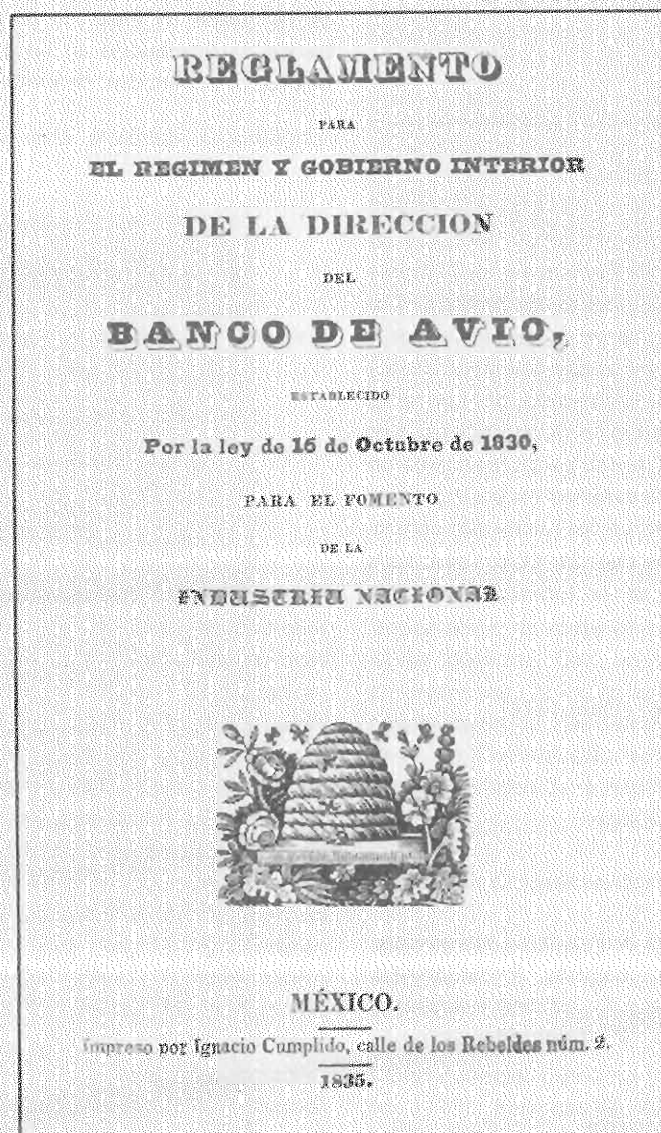 REGLAMENTO
PARA
EL REGIMEN Y GOBIERNO INTERIOR
DE LA DIRECCION
DEL
BANCO DE AVIO,
ESTABLECIDO
Por la ley de 16 de Octubre de 1830,
PARA EL FOMENTO
DE LA
INDUSTRIA NACIONAL
MÉXICO.
Impreso por Ignacio Cumplido, calle de los Rebeldes núm. 2.
1835.